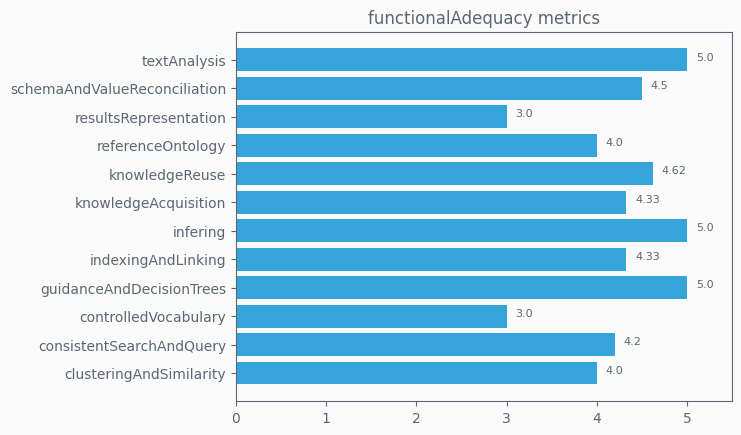 functionalAdequacy metrics
textAnalysis 5.0
schemaAndValueReconciliation 4.5
resultsRepresentation 3.0
referenceOntology 4.0
knowledgeReuse 4.62
knowledgeAcquisition 4.33
infering 5.0
indexingAndLinking 4.33
guidanceAndDecisionTrees 5.0
controlledVocabulary 3.0
consistentSearchAndQuery 4.2
clusteringAndSimilarity 4.0
0 1 2 3 4 5